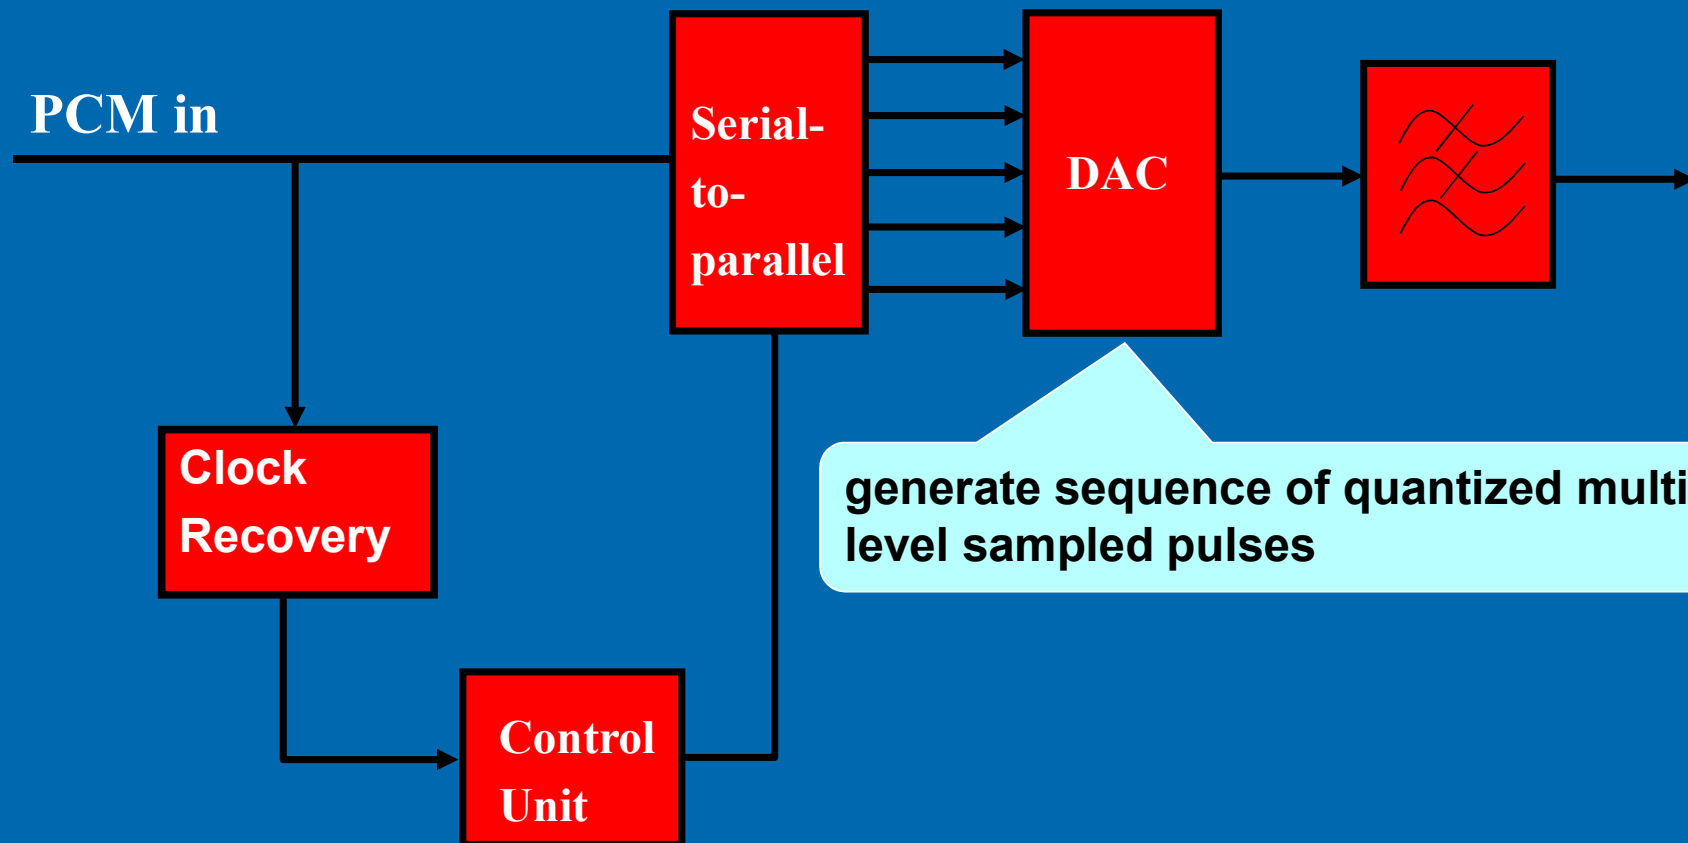 PCM in
Serial-
to-
parallel
DAC
Clock
Recovery
generate sequence of quantized multi
level sampled pulses
Control
Unit